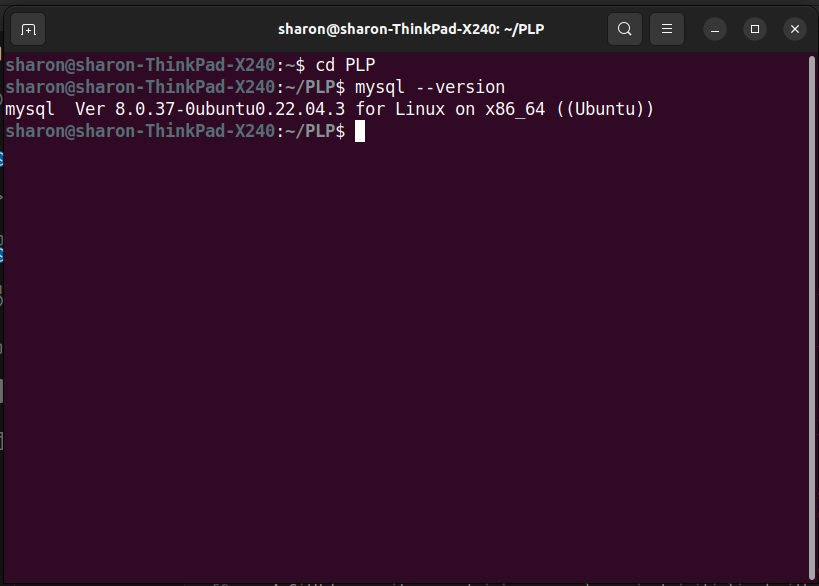 sharon@sharon-ThinkPad-X240: ~/PLP
sharon@sharon-ThinkPad-X240:~$ cd PLP
sharon@sharon-ThinkPad-X240:~/PLP$ mysql --version
mysql  Ver 8.0.37-0ubuntu0.22.04.3 for Linux on x86_64 ((Ubuntu))
sharon@sharon-ThinkPad-X240:~/PLP$